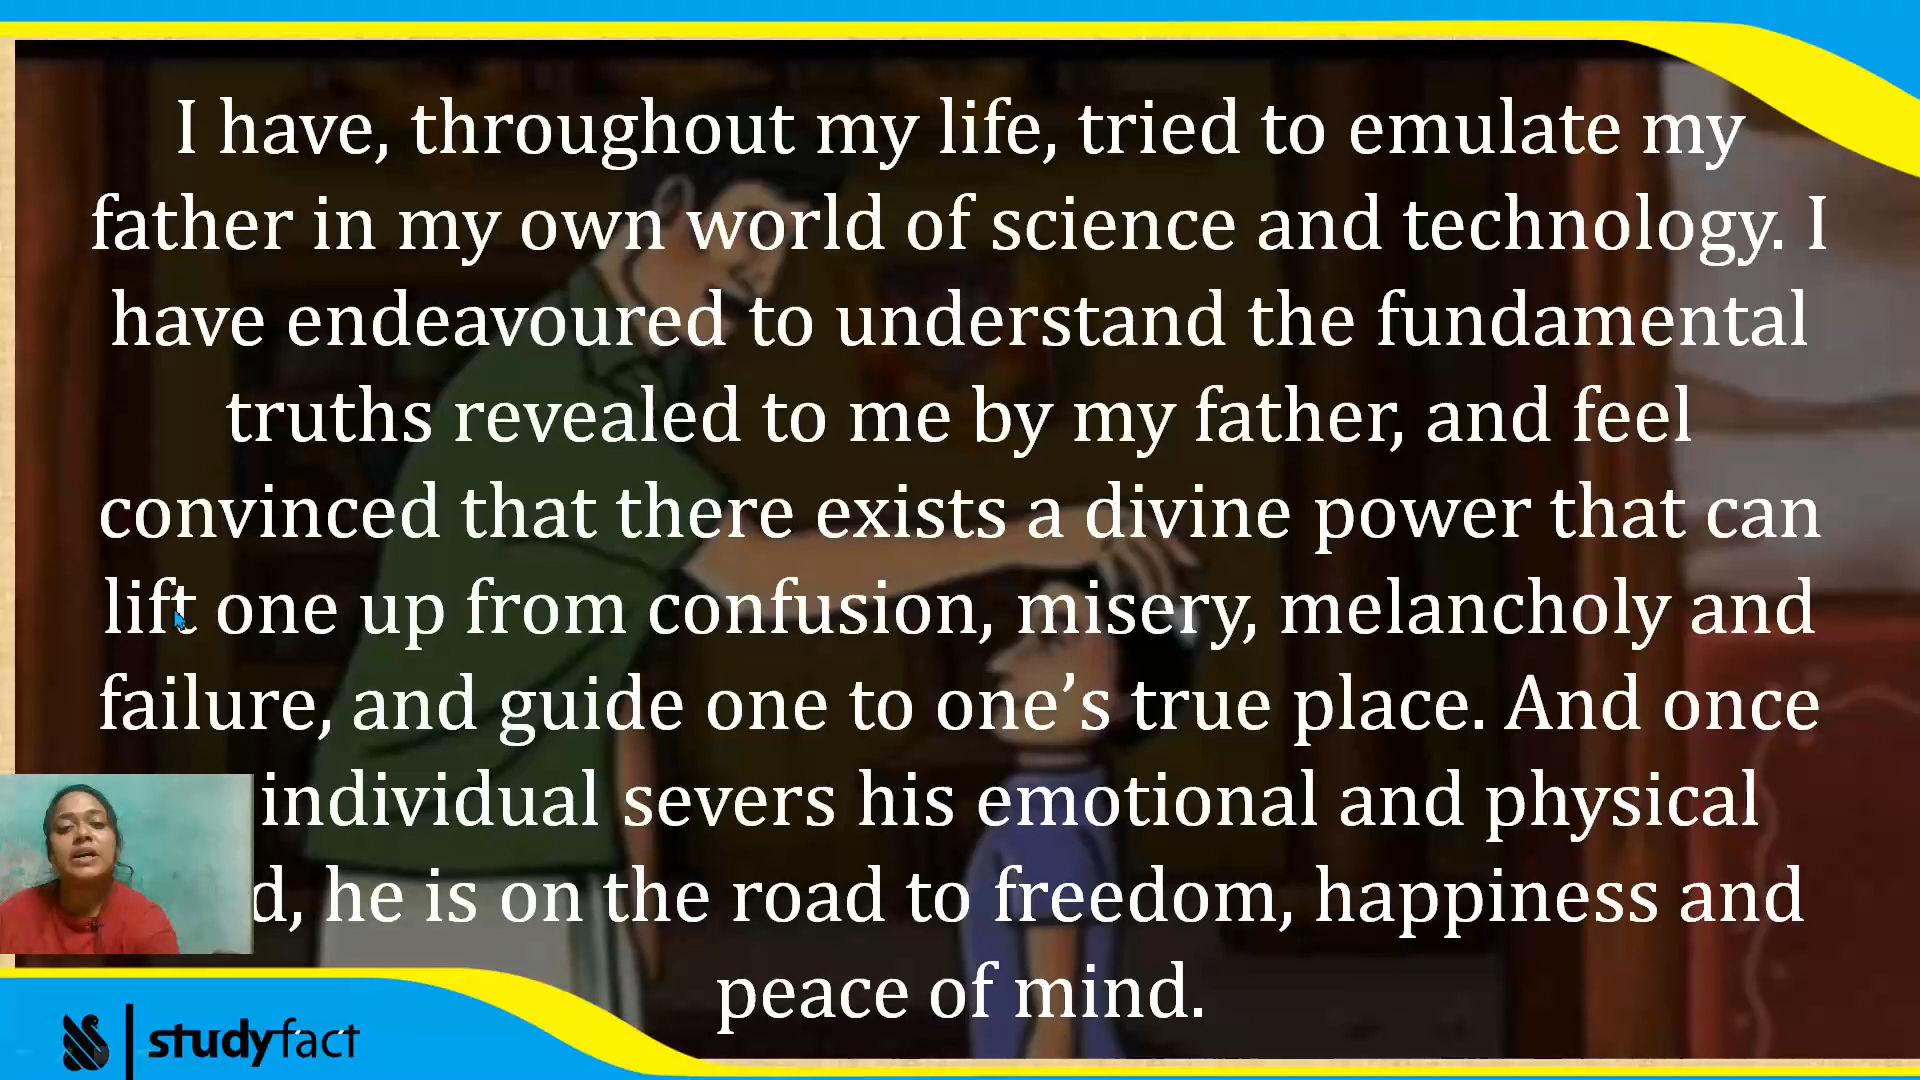 I have, throughout my life, tried to emulate my
father in my own world of science and technology. I
have endeavoured to understand the fundamental
truths revealed to me by my father, and feel
convinced that there exists a divine power that can
lift one up from confusion, misery, melancholy and
failure, and guide one to one’s true place. And once
individual severs his emotional and physical
d, he is on the road to freedom, happiness and
peace of mind.
studyfact